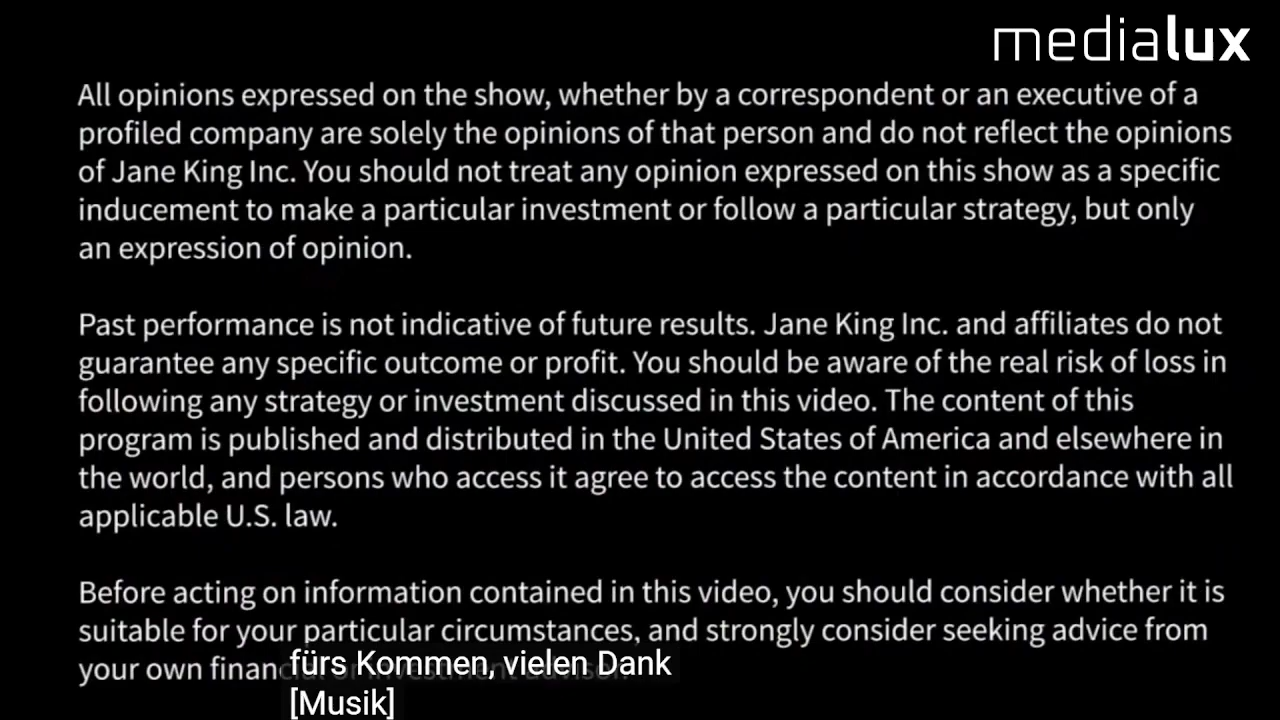 medialux
All opinions expressed on the show, whether by a correspondent or an executive of a
profiled company are solely the opinions of that person and do not reflect the opinions
of Jane King Inc. You should not treat any opinion expressed on this show as a specific
inducement to make a particular investment or follow a particular strategy, but only
an expression of opinion.
Past performance is not indicative of future results. Jane King Inc. and affiliates do not
guarantee any specific outcome or profit. You should be aware of the real risk of loss in
following any strategy or investment discussed in this video. The content of this
program is published and distributed in the United States of America and elsewhere in
the world, and persons who access it agree to access the content in accordance with all
applicable U.S. law.
Before acting on information contained in this video, you should consider whether it is
suitable for your particular circumstances, and strongly consider seeking advice from
your own financial or investment advisor.
fürs Kommen, vielen Dank
[Musik]